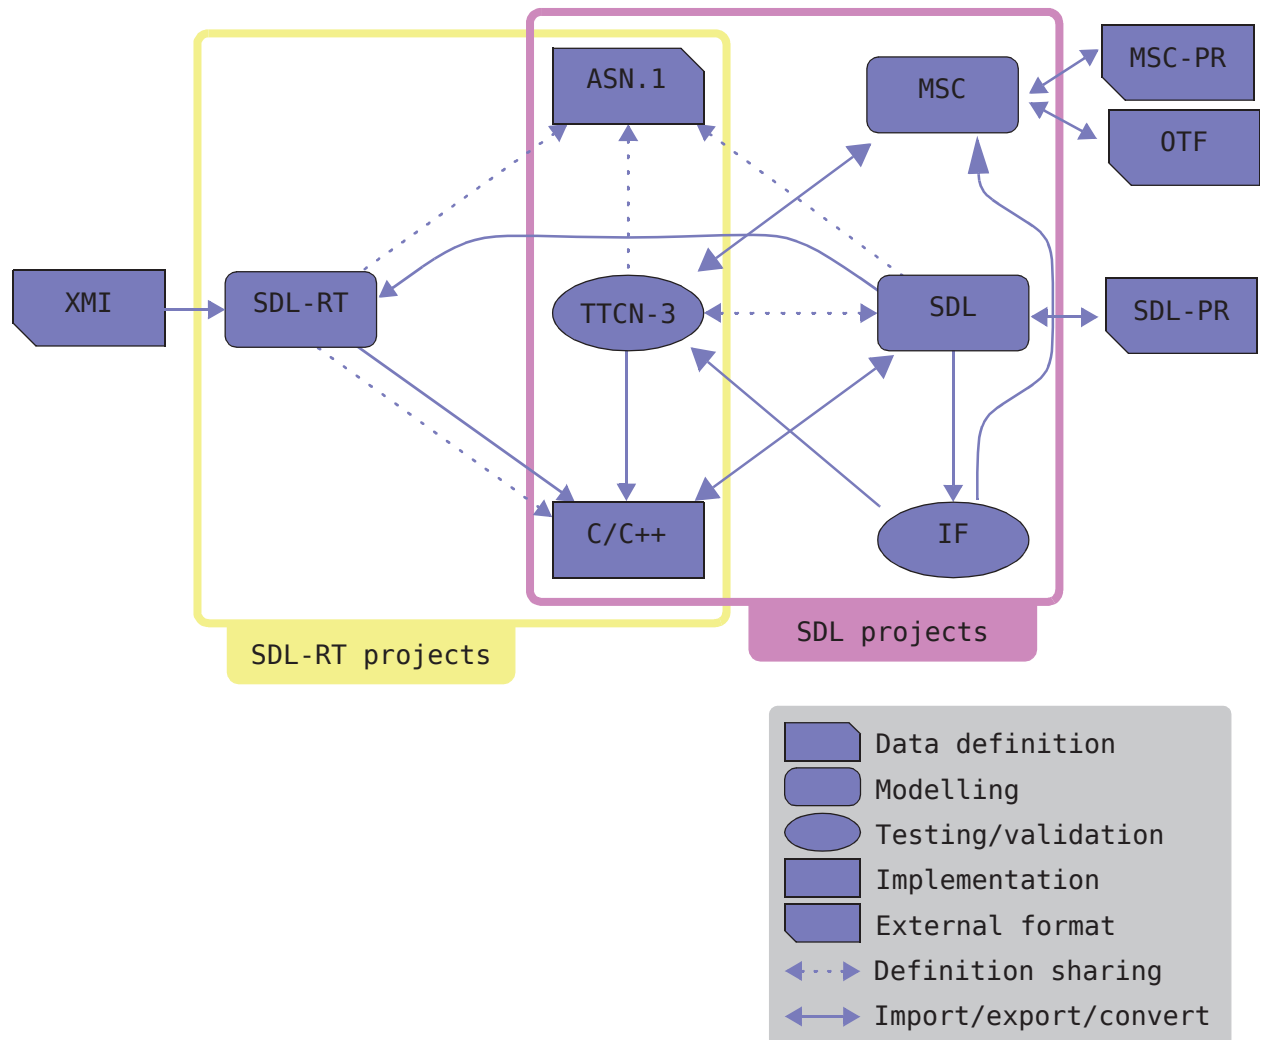 ASN.1
MSC
MSC-PR
OTF
XMI
SDL-RT
TTCN-3
SDL
SDL-PR
C/C++
IF
SDL projects
SDL-RT projects
Data definition
Modelling
Testing/validation
Implementation
External format
Definition sharing
Import/export/convert